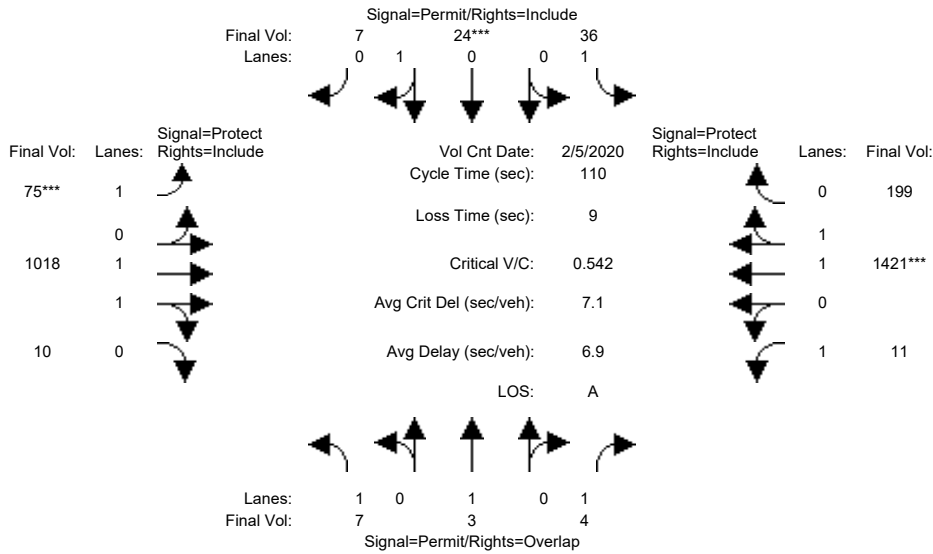 Signal=Permit/Rights=Include
Final Vol: 7 24*** 36
Lanes: 0 1 0 0 1
Signal=Protect
Final Vol: Lanes: Rights=Include
Vol Cnt Date: 2/5/2020
Signal=Protect
Rights=Include Lanes: Final Vol:
Cycle Time (sec): 110
75*** 1
0 199
Loss Time (sec): 9
0
1
1018 1
Critical V/C: 0.542
1 1421***
1
Avg Crit Del (sec/veh): 7.1
0
10 0
Avg Delay (sec/veh): 6.9
1 11
LOS: A
Lanes: 1 0 1 0 1
Final Vol: 7 3 4
Signal=Permit/Rights=Overlap